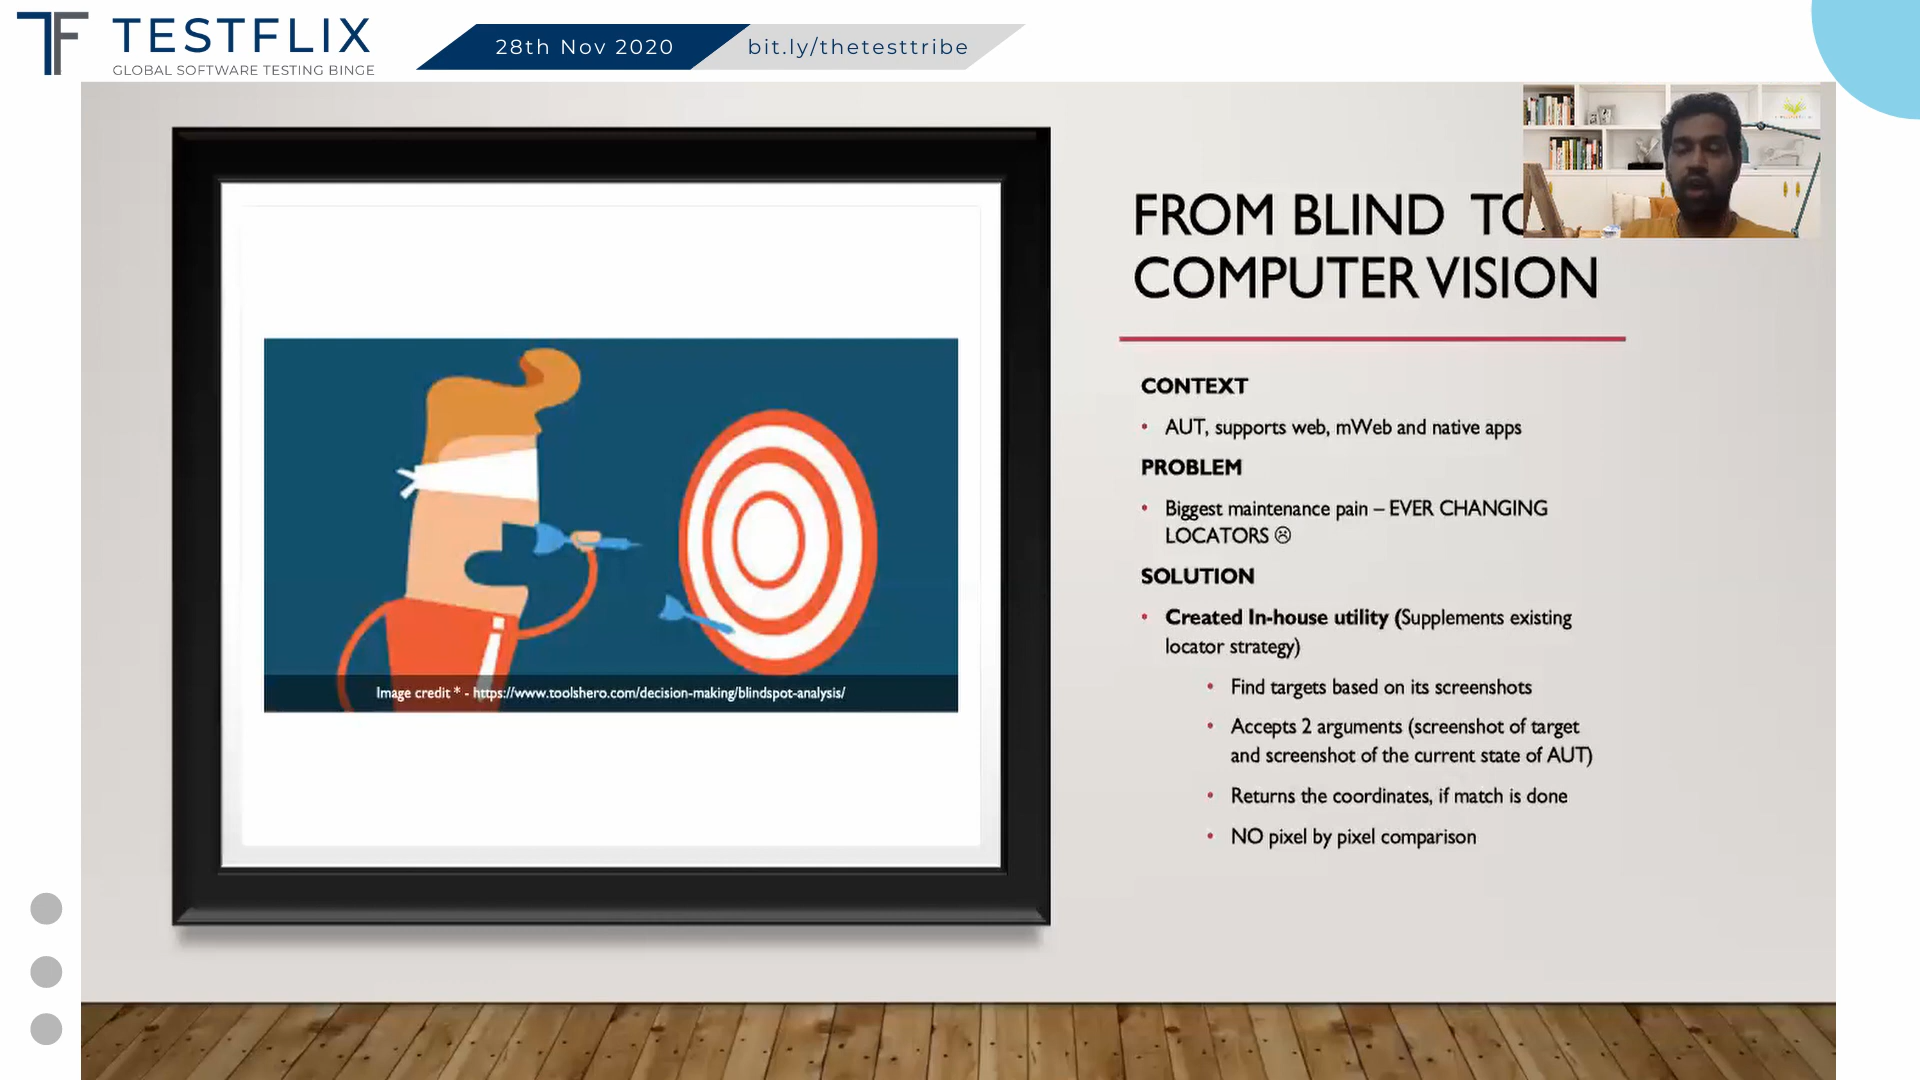 TF TESTFLIX
GLOBAL SOFTWARE TESTING BINGE
28th Nov 2020
bit.ly/thetesttribe
FROM BLIND TO
COMPUTER VISION
CONTEXT
• AUT, supports web, mWeb and native apps
PROBLEM
• Biggest maintenance pain – EVER CHANGING
LOCATORS ☹
SOLUTION
• Created In-house utility (Supplements existing
locator strategy)
• Find targets based on its screenshots
• Accepts 2 arguments (screenshot of target
and screenshot of the current state of AUT)
• Returns the coordinates, if match is done
• NO pixel by pixel comparison
Image credit * - https://www.toolshero.com/decision-making/blindspot-analysis/